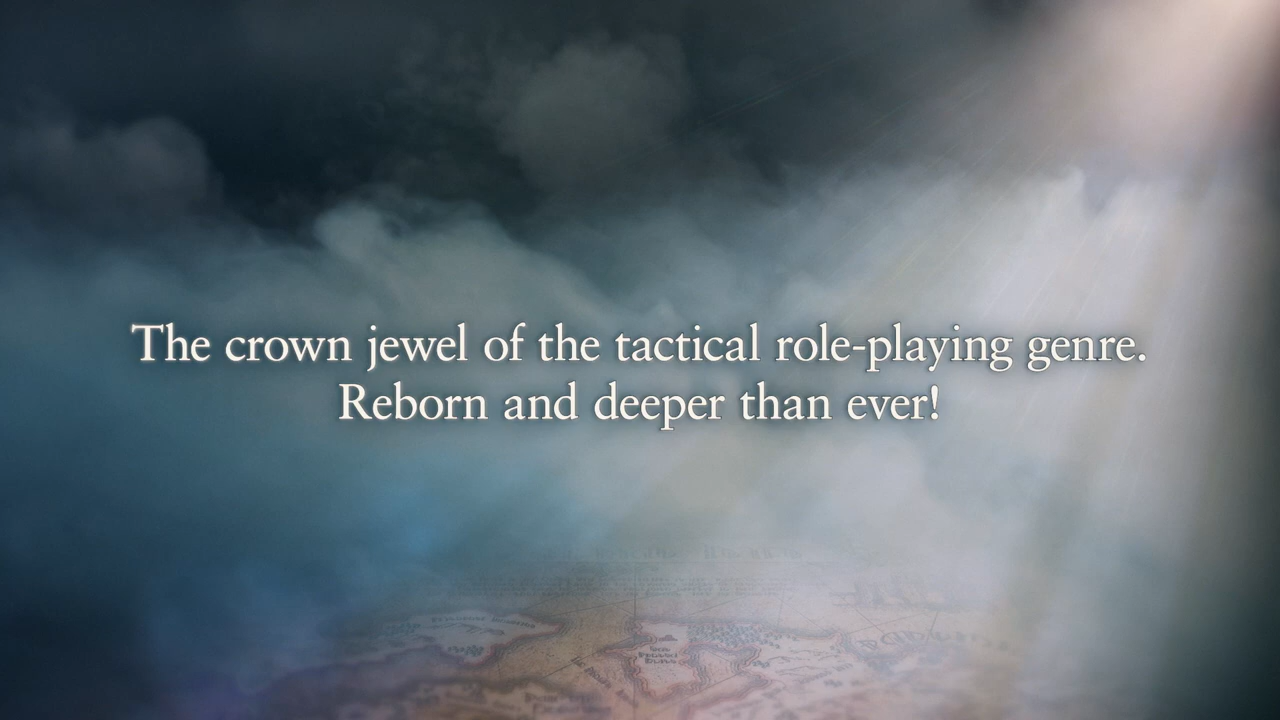 The crown jewel of the tactical role-playing genre.
Reborn and deeper than ever!